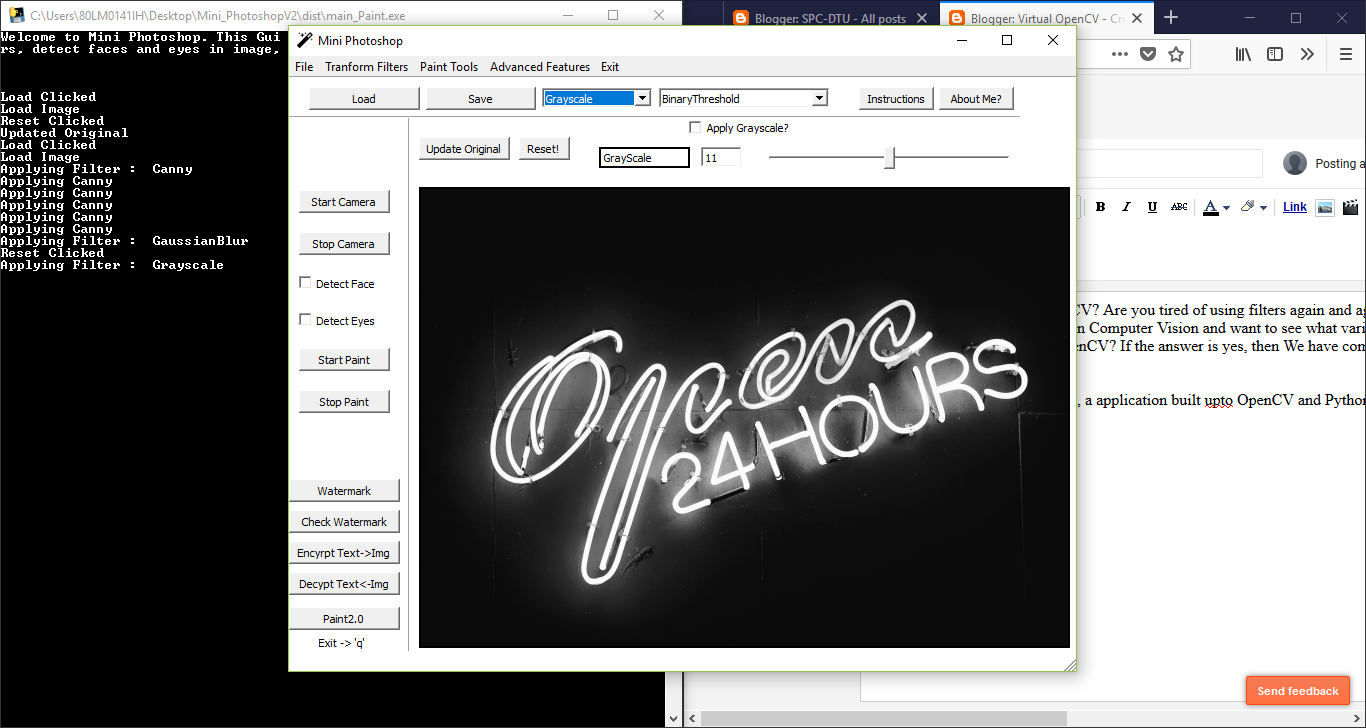 C:\Users\80LM0141IH\Desktop\Mini_PhotoshopV2\dist\main_Paint.exe
Welcome to Mini Photoshop. This Gui
rs, detect faces and eyes in image,
Load Clicked
Load Image
Reset Clicked
Updated Original
Load Clicked
Load Image
Applying Filter :  Canny
Applying Canny
Applying Canny
Applying Canny
Applying Canny
Applying Canny
Applying Filter :  GaussianBlur
Reset Clicked
Applying Filter :  Grayscale
Mini Photoshop
File Tranform Filters Paint Tools Advanced Features Exit
Load Save Grayscale BinaryThreshold Instructions About Me?
Apply Grayscale?
Update Original Reset! GrayScale 11
Start Camera
Stop Camera
Detect Face
Detect Eyes
Start Paint
Stop Paint
Watermark
Check Watermark
Encyrpt Text->Img
Decypt Text<-Img
Paint2.0
Exit -> 'q'
Open
24 HOURS
Blogger: SPC-DTU - All posts
Blogger: Virtual OpenCV - Cr
Posting a
B I U ABC A Link
CV? Are you tired of using filters again and ag
n Computer Vision and want to see what vari
enCV? If the answer is yes, then We have com
, a application built upto OpenCV and Python
Send feedback